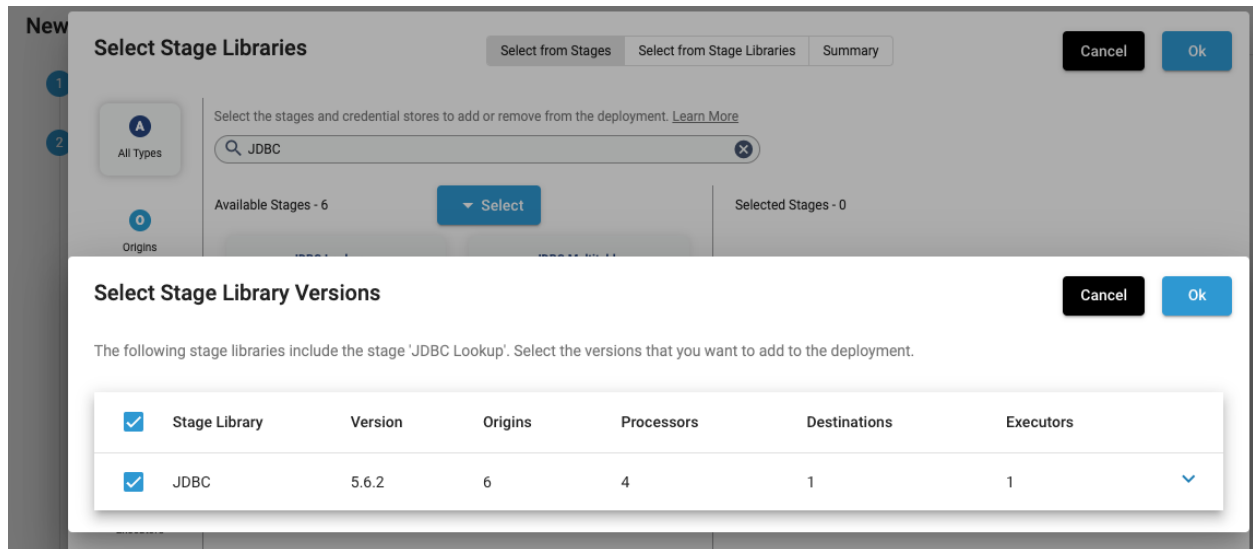 New
Select Stage Libraries
Select from Stages Select from Stage Libraries Summary
Cancel Ok
1
2
A
All Types
Select the stages and credential stores to add or remove from the deployment. Learn More
JDBC
O
Origins
Available Stages - 6
Select
Selected Stages - 0
Select Stage Library Versions
Cancel Ok
The following stage libraries include the stage 'JDBC Lookup'. Select the versions that you want to add to the deployment.
Stage Library Version Origins Processors Destinations Executors
JDBC 5.6.2 6 4 1 1